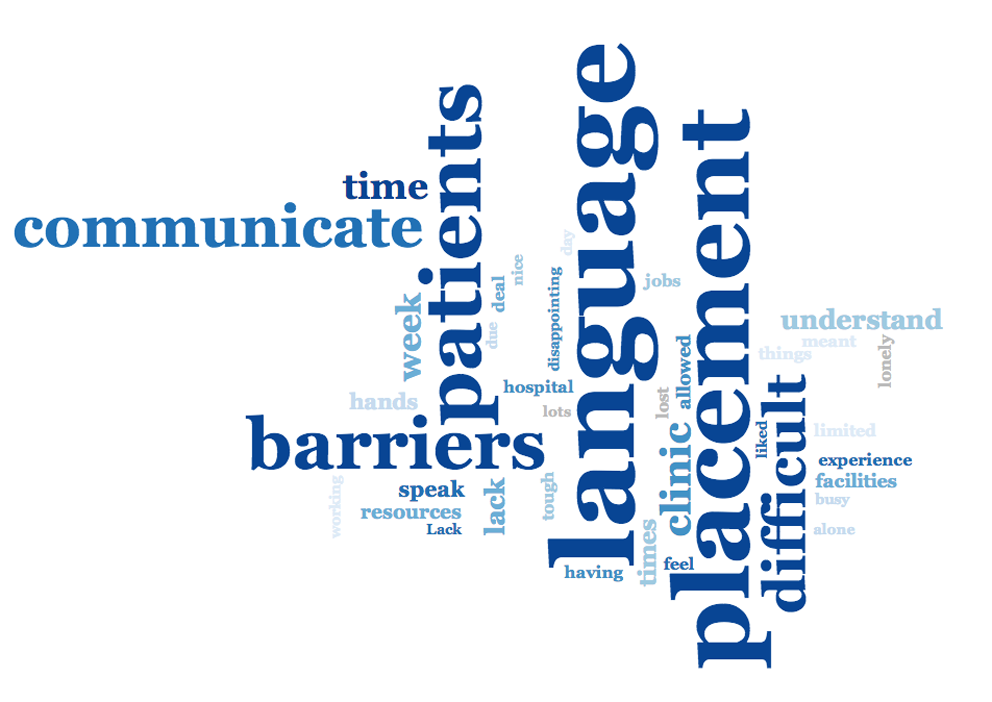 time
communicate
patients
week
deal
nice
due
day
disappointing
language
jobs
placement
understand
meant
things
lonely
allowed
lost
hospital
lots
hands
barriers
difficult
liked
limited
experience
facilities
busy
alone
clinic
times
feel
having
tough
lack
speak
resources
Lack
working